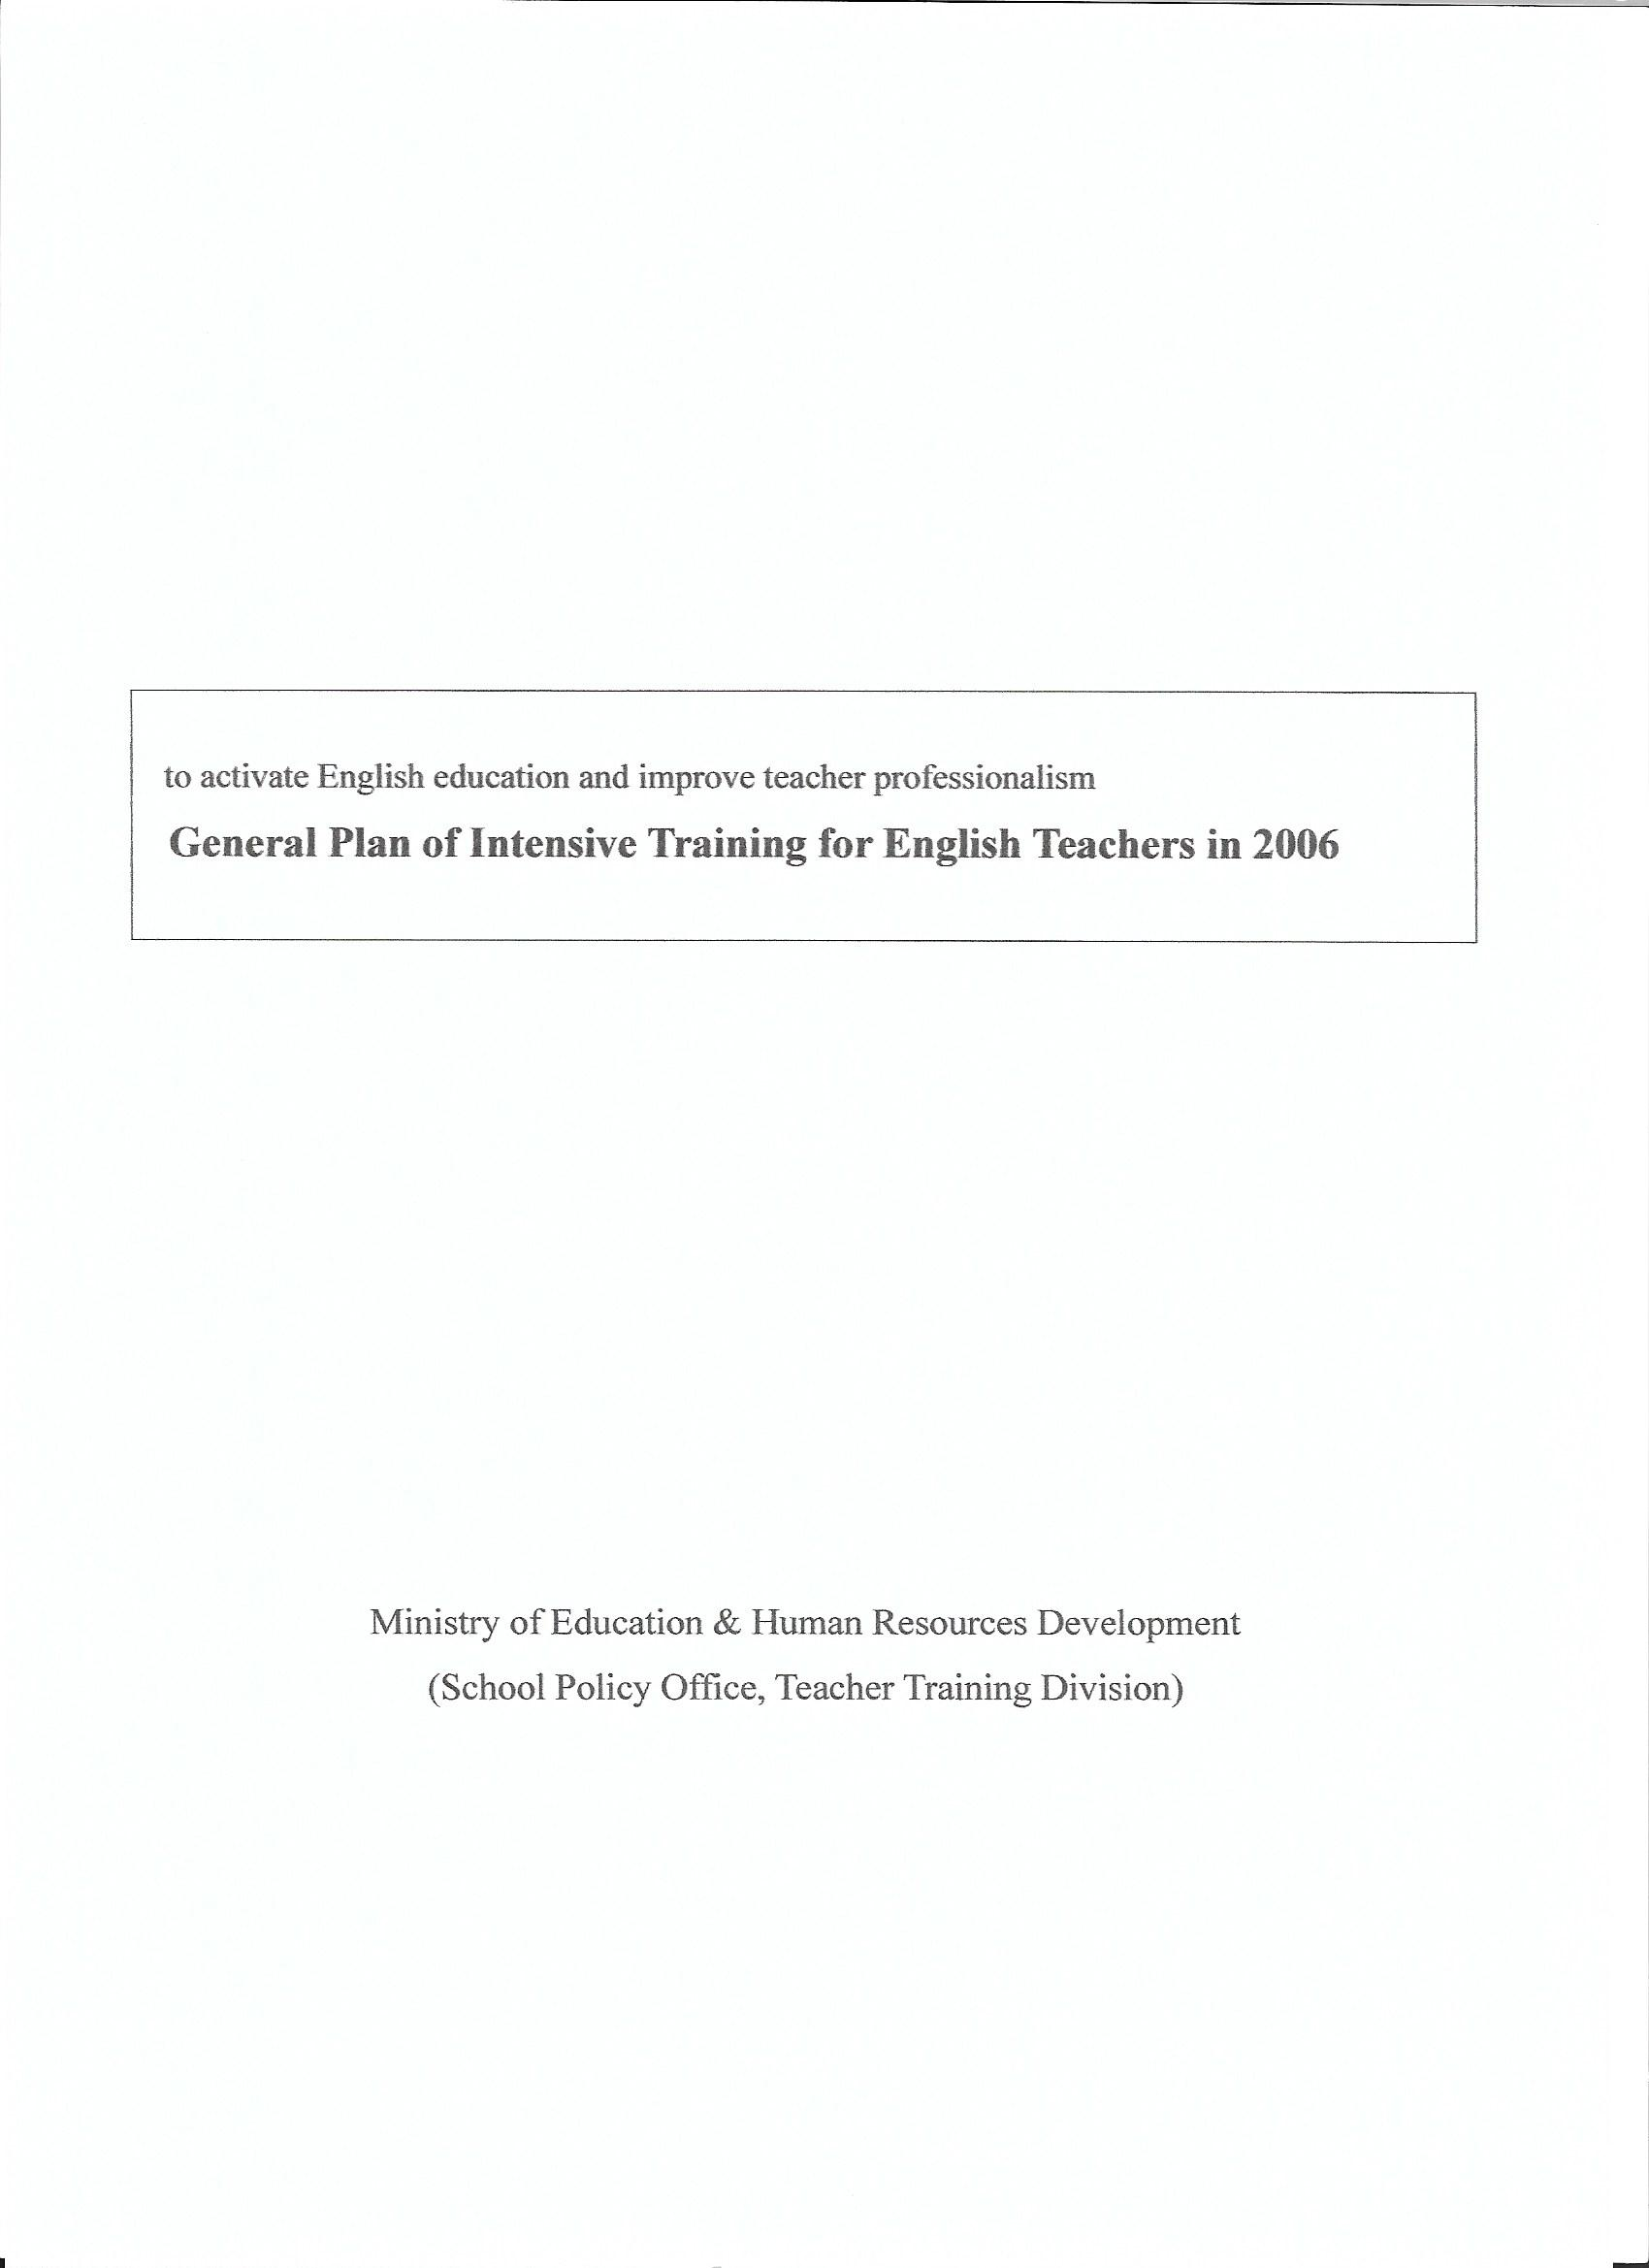 to activate English education and improve teacher professionalism
General Plan of Intensive Training for English Teachers in 2006
Ministry of Education & Human Resources Development
(School Policy Office, Teacher Training Division)